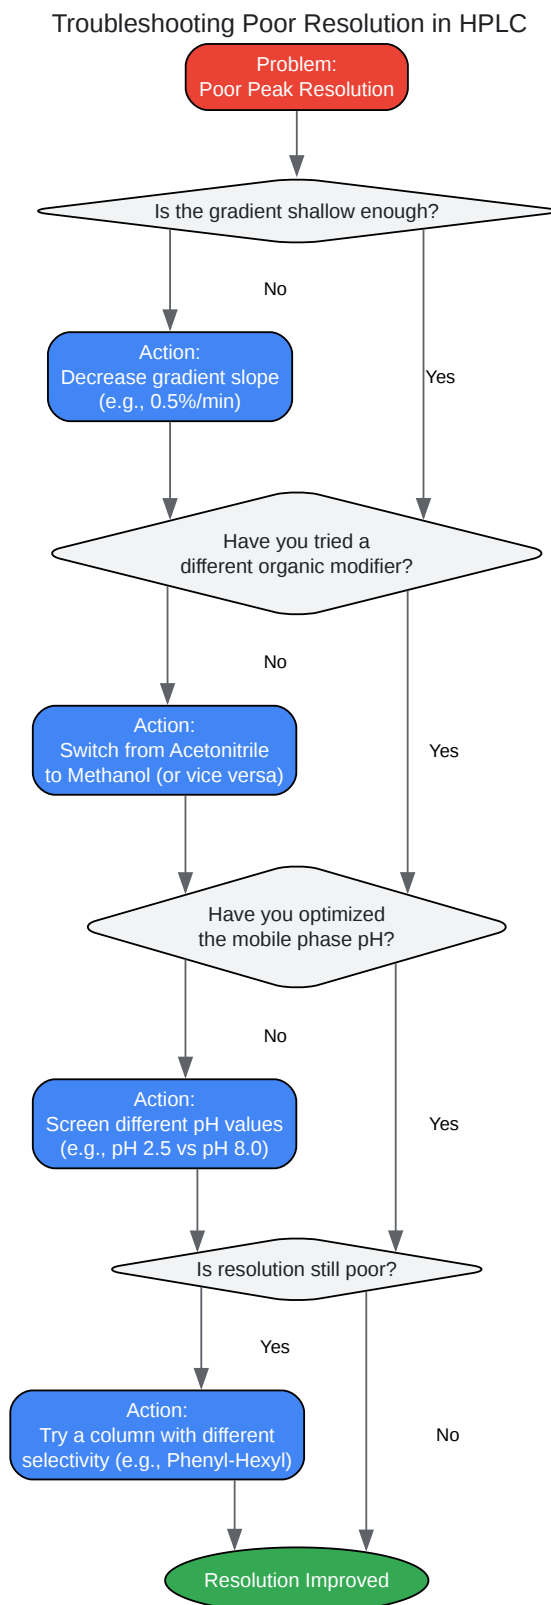 Troubleshooting Poor Resolution in HPLC
Problem:
Poor Peak Resolution
Is the gradient shallow enough?
No
Action:
Decrease gradient slope
(e.g., 0.5%/min)
Yes
Have you tried a
different organic modifier?
No
Action:
Switch from Acetonitrile
to Methanol (or vice versa)
Yes
Have you optimized
the mobile phase pH?
No
Action:
Screen different pH values
(e.g., pH 2.5 vs pH 8.0)
Yes
Is resolution still poor?
Yes
Action:
Try a column with different
selectivity (e.g., Phenyl-Hexyl)
No
Resolution Improved